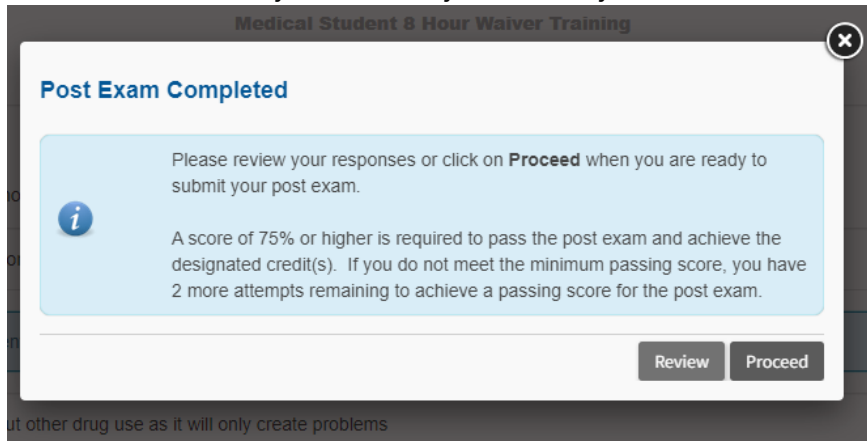 Medical Student 8 Hour Waiver Training
Post Exam Completed
Please review your responses or click on Proceed when you are ready to
submit your post exam.
A score of 75% or higher is required to pass the post exam and achieve the
designated credit(s). If you do not meet the minimum passing score, you have
2 more attempts remaining to achieve a passing score for the post exam.
Review Proceed
other drug use as it will only create problems